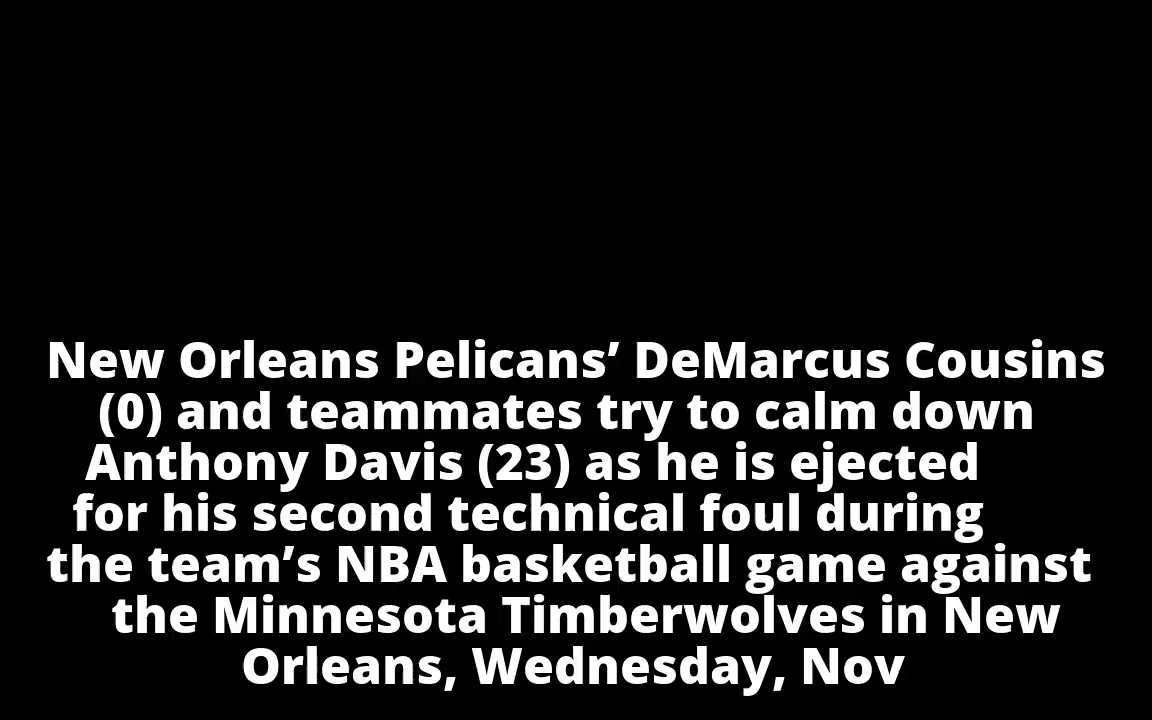 New Orleans Pelicans’ DeMarcus Cousins
(0) and teammates try to calm down
Anthony Davis (23) as he is ejected
for his second technical foul during
the team’s NBA basketball game against
the Minnesota Timberwolves in New
Orleans, Wednesday, Nov